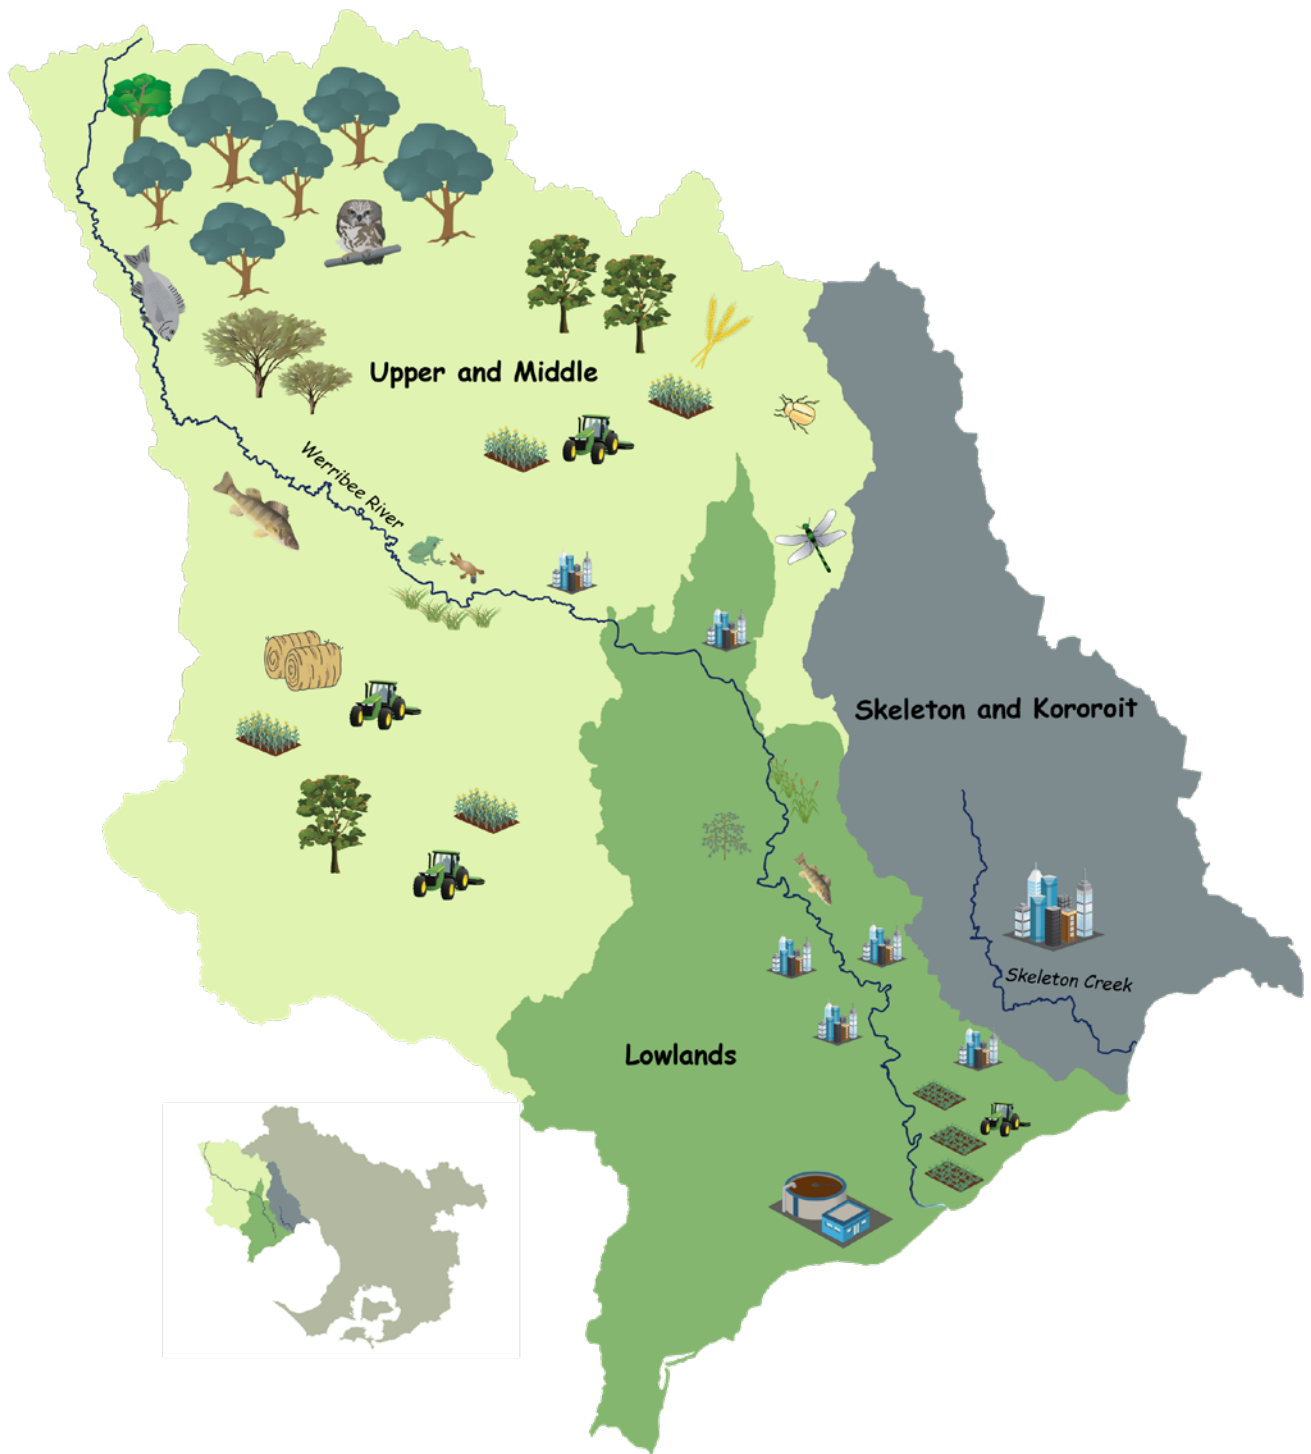 Upper and Middle
Werribee River
Skeleton and Kororoit
Skeleton Creek
Lowlands